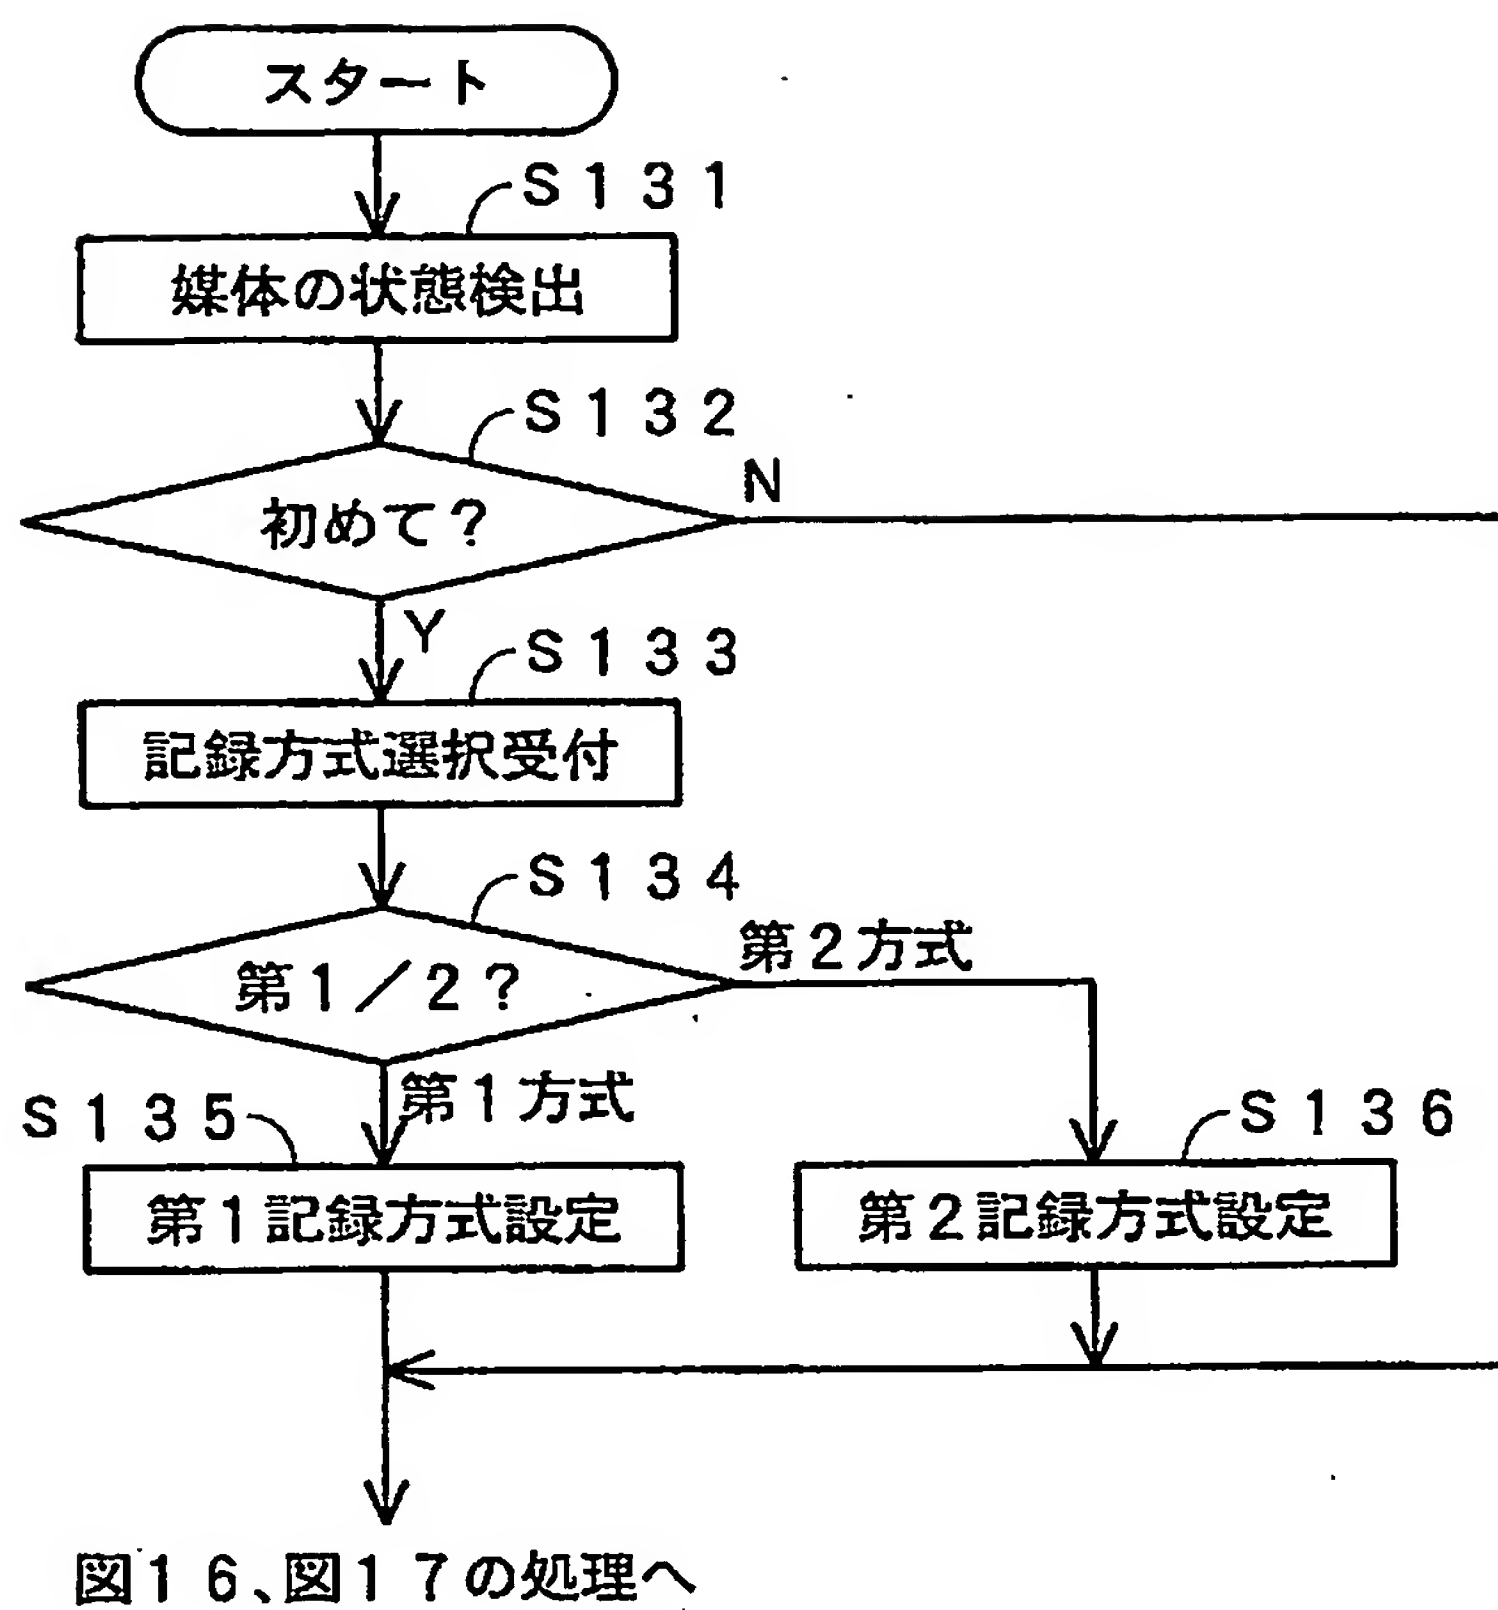 スタート
S131
媒体の状態検出
S132
初めて?
N
Y
S133
記録方式選択受付
S134
第1/2?
第2方式
第1方式
S135
第1記録方式設定
S136
第2記録方式設定
図16、図17の処理へ